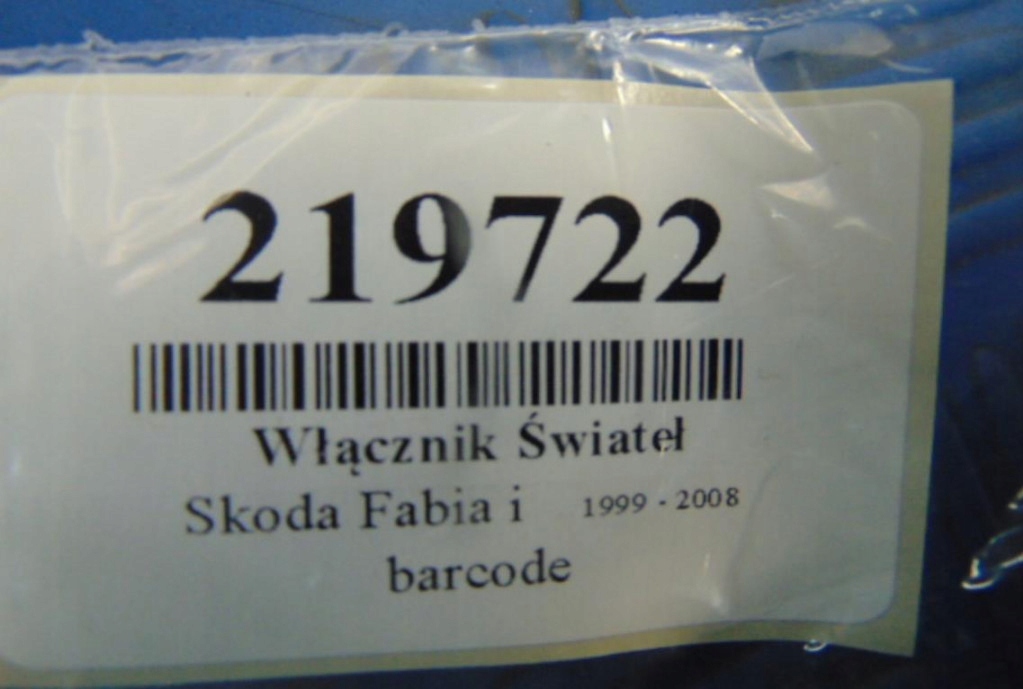 219722
Włącznik Świateł
Skoda Fabia i 1999 - 2008
barcode